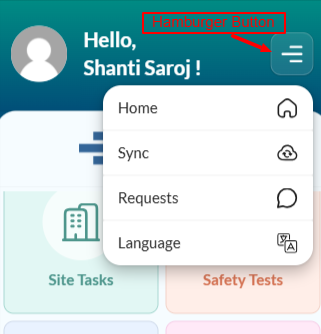 Hamburger Button
Hello,
Shanti Saroj !
Home
Sync
Requests
Language
Site Tasks
Safety Tests